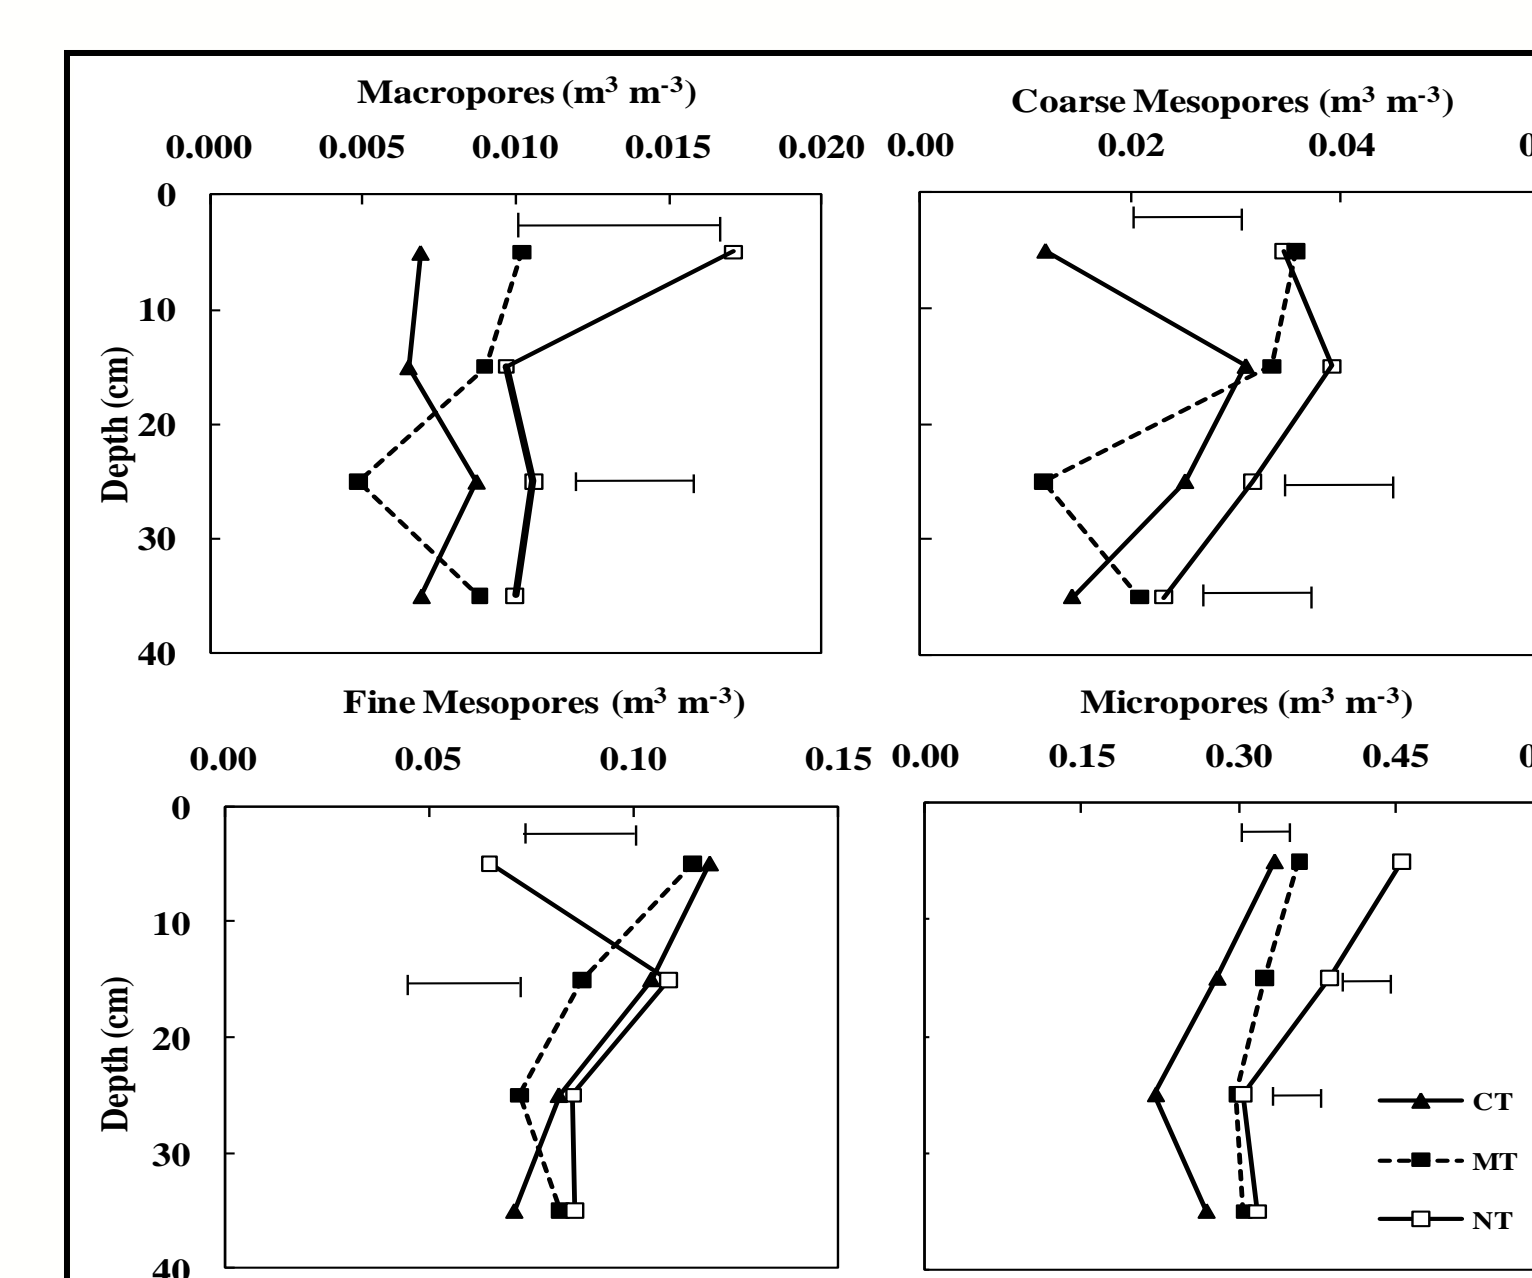 Macropores (m³ m⁻³)
0.000 0.005 0.010 0.015 0.020
0
10
20
30
40
Depth (cm)
Coarse Mesopores (m³ m⁻³)
0.00 0.02 0.04 0
Fine Mesopores (m³ m⁻³)
0.00 0.05 0.10 0.15
0
10
20
30
40
Depth (cm)
Micropores (m³ m⁻³)
0.00 0.15 0.30 0.45 0
CT
MT
NT